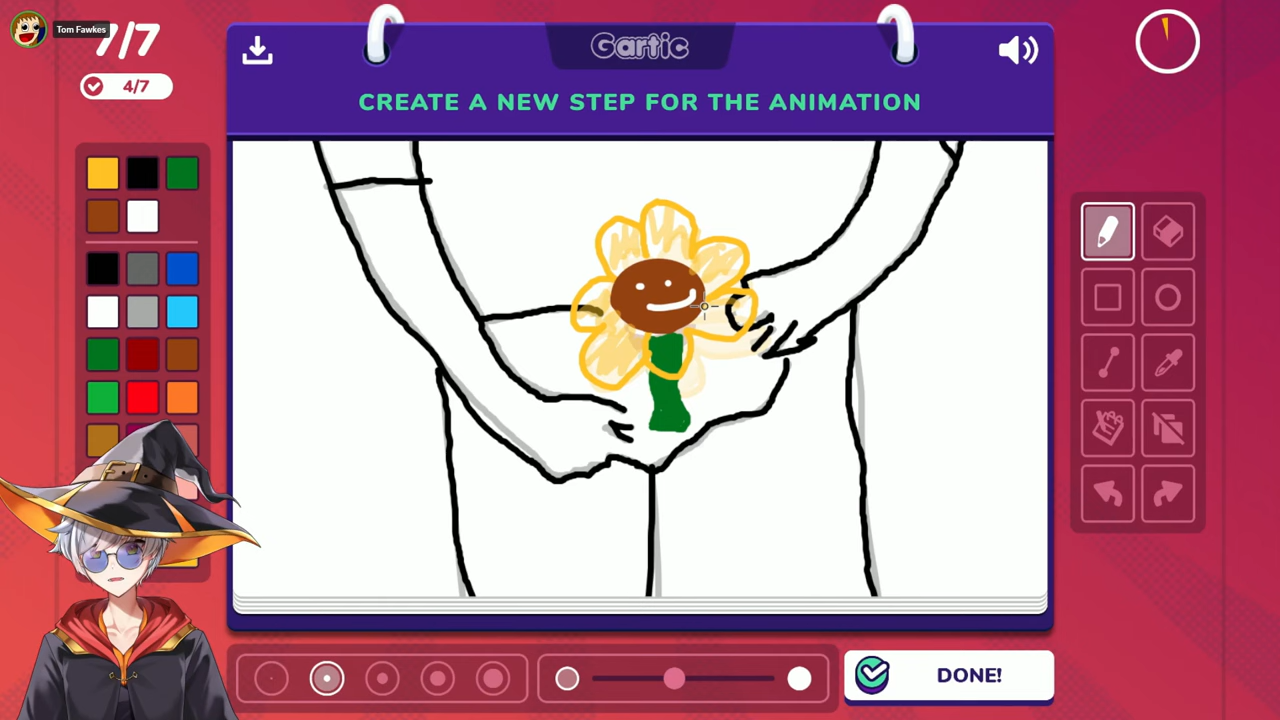 Tom Fawkes
7/7
4/7
Gartic
CREATE A NEW STEP FOR THE ANIMATION
DONE!